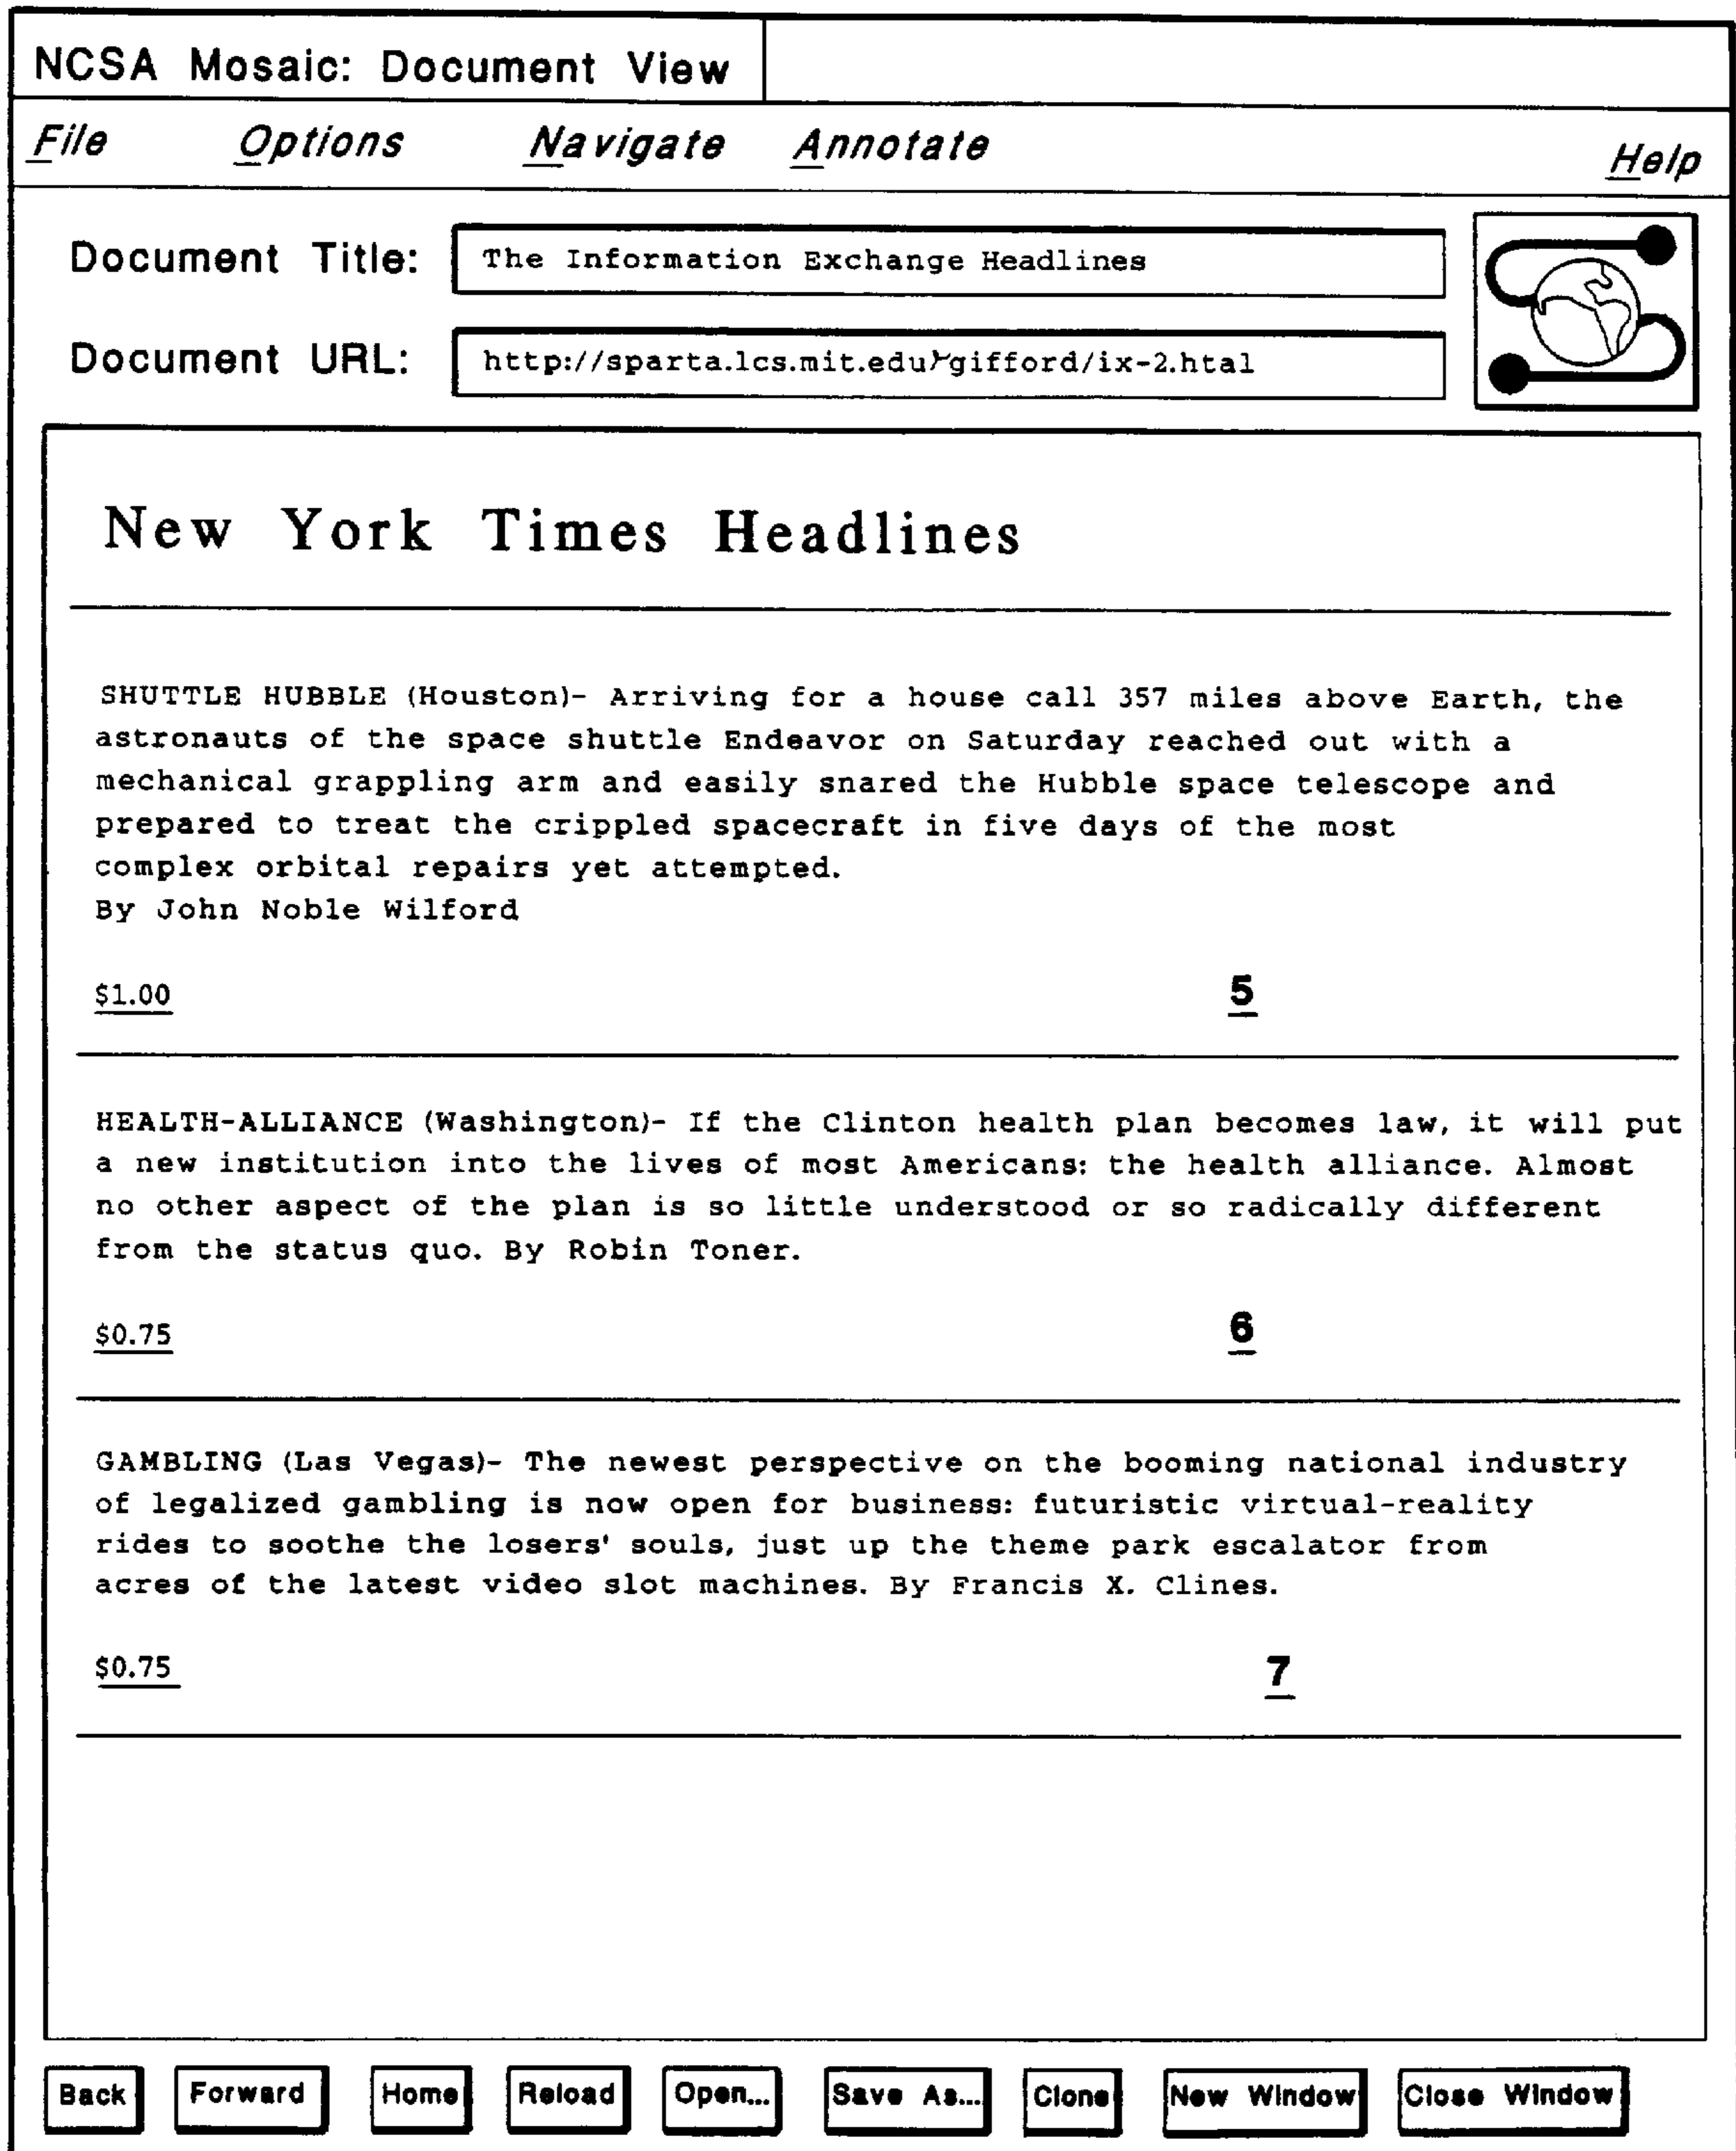 NCSA Mosaic: Document View
File Options Navigate Annotate Help
Document Title: The Information Exchange Headlines
Document URL: http://sparta.lcs.mit.edu/~gifford/ix-2.htal
New York Times Headlines
SHUTTLE HUBBLE (Houston)- Arriving for a house call 357 miles above Earth, the
astronauts of the space shuttle Endeavor on Saturday reached out with a
mechanical grappling arm and easily snared the Hubble space telescope and
prepared to treat the crippled spacecraft in five days of the most
complex orbital repairs yet attempted.
By John Noble Wilford
$1.00 5
HEALTH-ALLIANCE (Washington)- If the Clinton health plan becomes law, it will put
a new institution into the lives of most Americans: the health alliance. Almost
no other aspect of the plan is so little understood or so radically different
from the status quo. By Robin Toner.
$0.75 6
GAMBLING (Las Vegas)- The newest perspective on the booming national industry
of legalized gambling is now open for business: futuristic virtual-reality
rides to soothe the losers' souls, just up the theme park escalator from
acres of the latest video slot machines. By Francis X. Clines.
$0.75 7
Back Forward Home Reload Open... Save As... Clone New Window Close Window